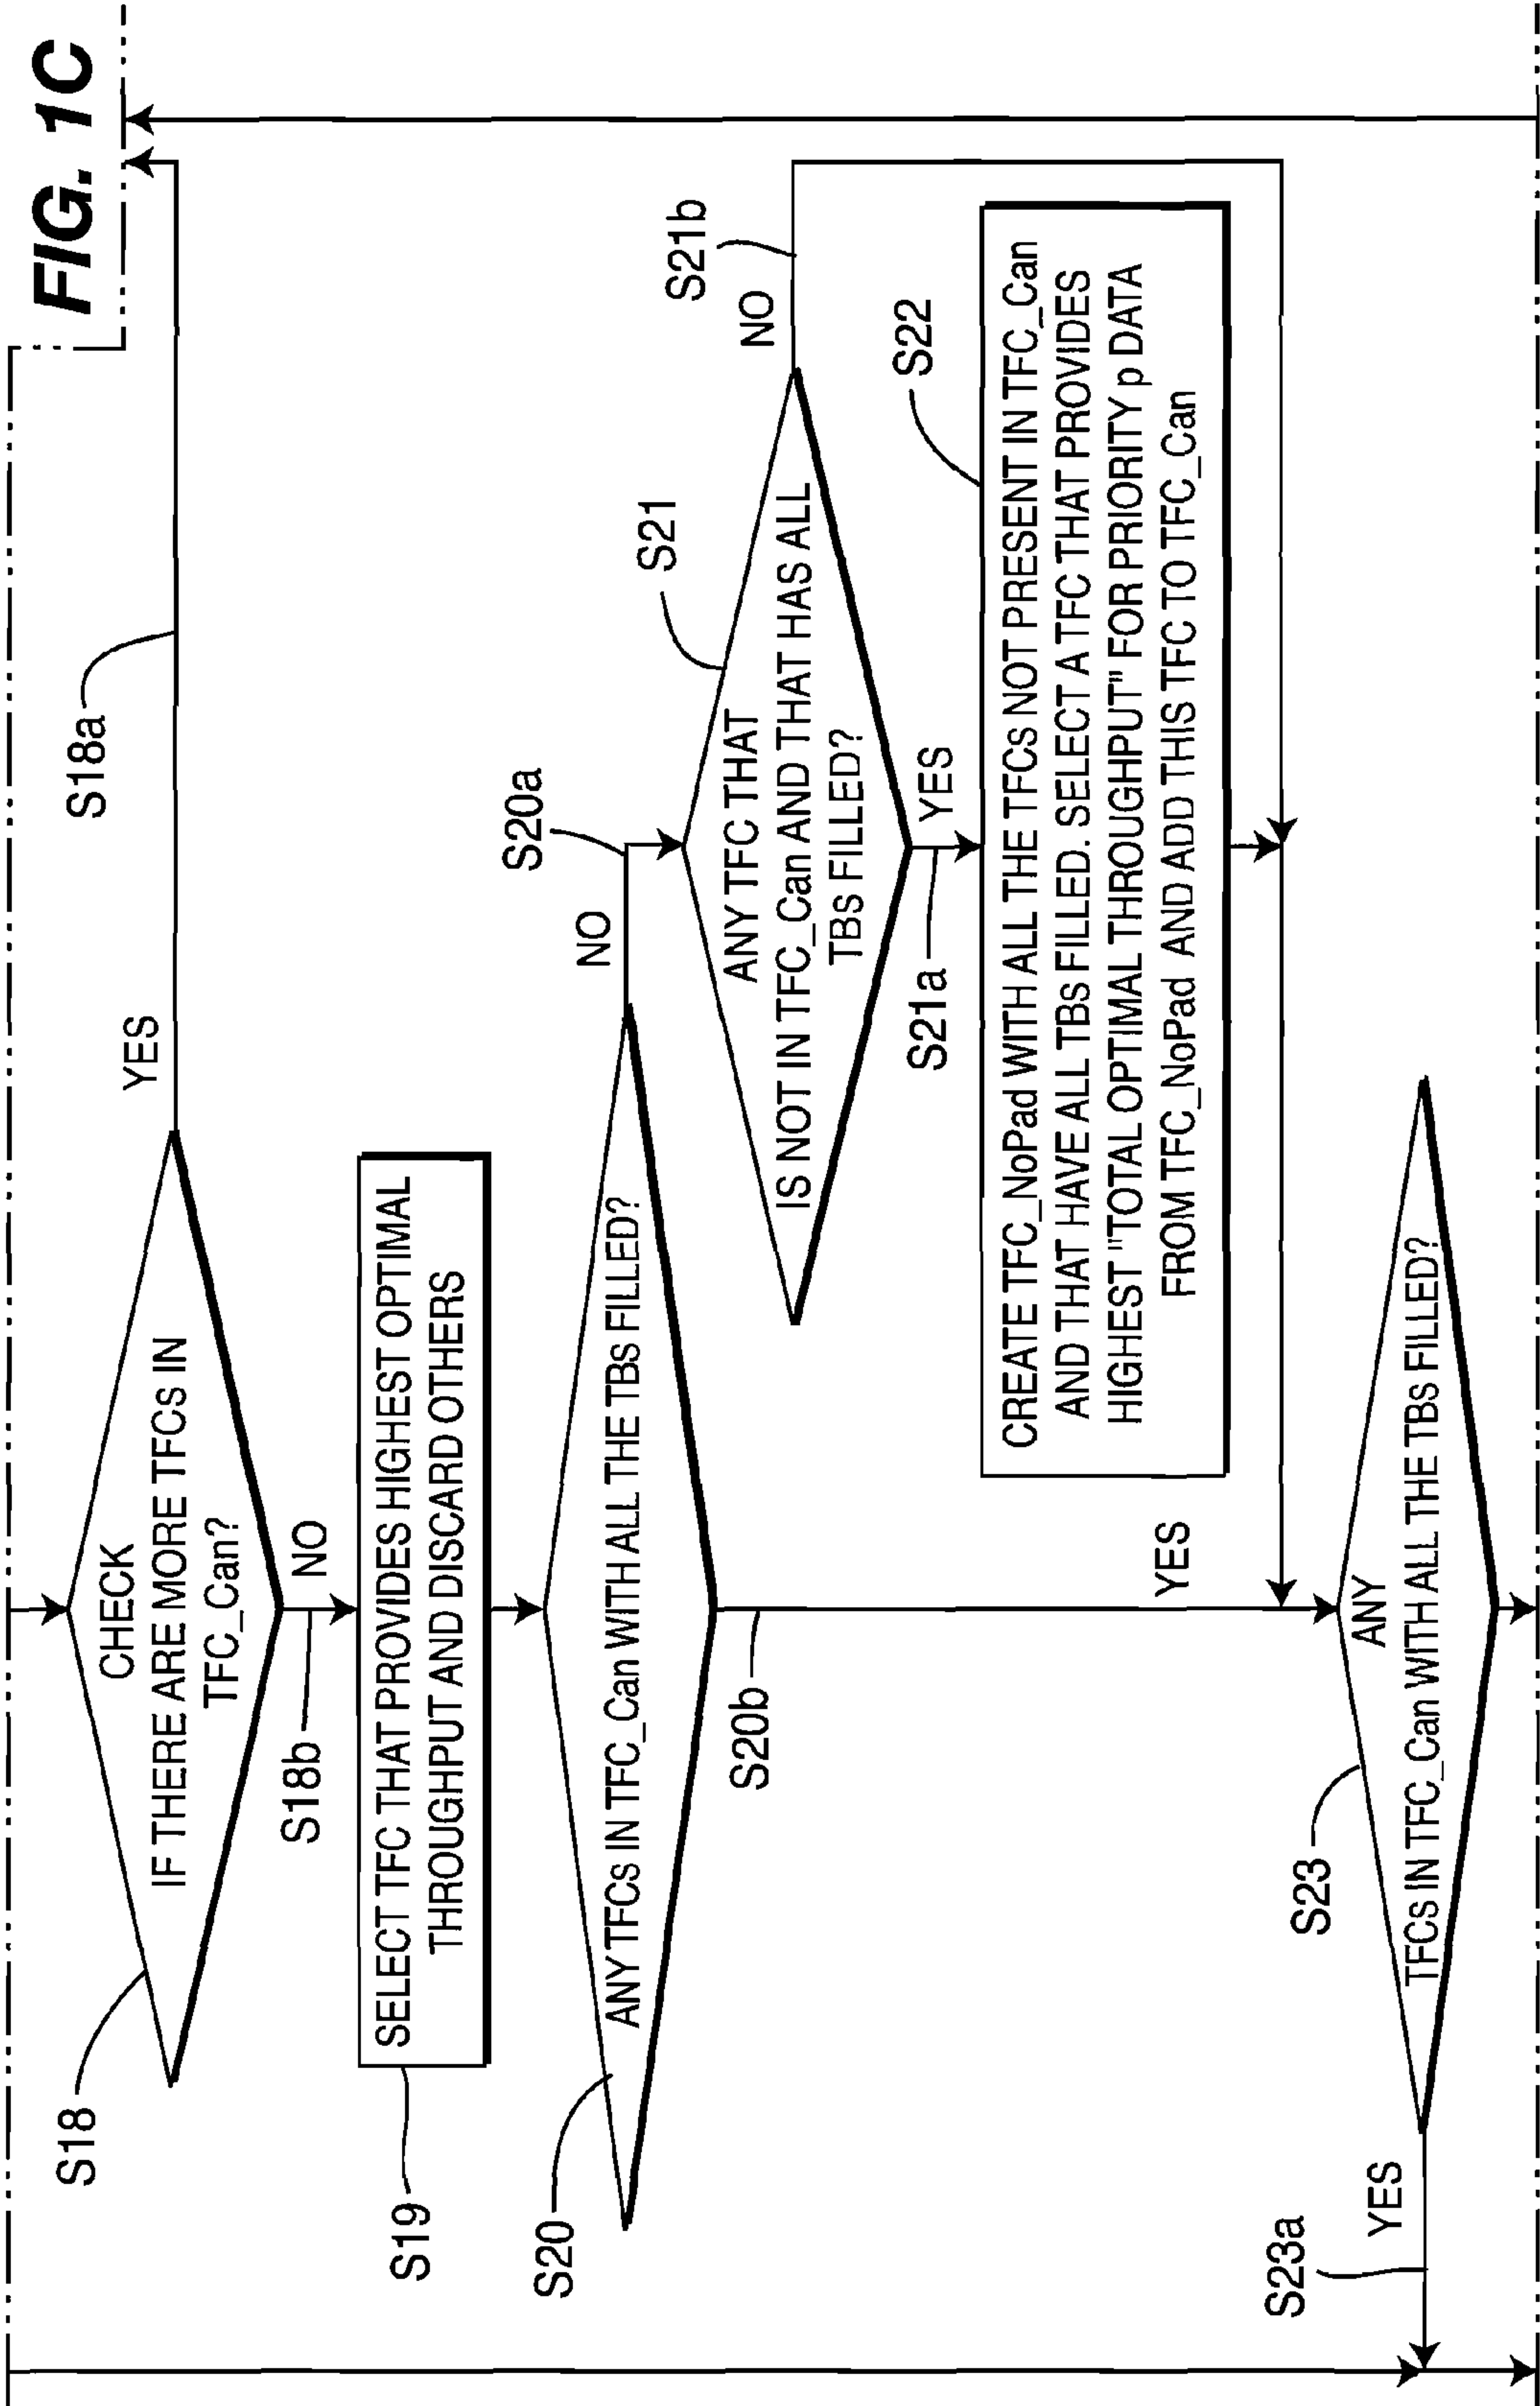 FIG. 1C
S18
CHECK
IF THERE ARE MORE TFCs IN
TFC_Can?
YES
S18a
S18b
NO
S19
SELECT TFC THAT PROVIDES HIGHEST OPTIMAL
THROUGHPUT AND DISCARD OTHERS
S20
ANY TFCs IN TFC_Can WITH ALL THE TBs FILLED?
NO
S20a
S20b
YES
S21
ANY TFC THAT
IS NOT IN TFC_Can AND THAT HAS ALL
TBs FILLED?
NO
S21b
S21a
YES
S22
CREATE TFC_NoPad WITH ALL THE TFCs NOT PRESENT IN TFC_Can
AND THAT HAVE ALL TBs FILLED. SELECT A TFC THAT PROVIDES
HIGHEST "TOTAL OPTIMAL THROUGHPUT" FOR PRIORITY p DATA
FROM TFC_NoPad AND ADD THIS TFC TO TFC_Can
S23
ANY
TFCs IN TFC_Can WITH ALL THE TBs FILLED?
S23a
YES